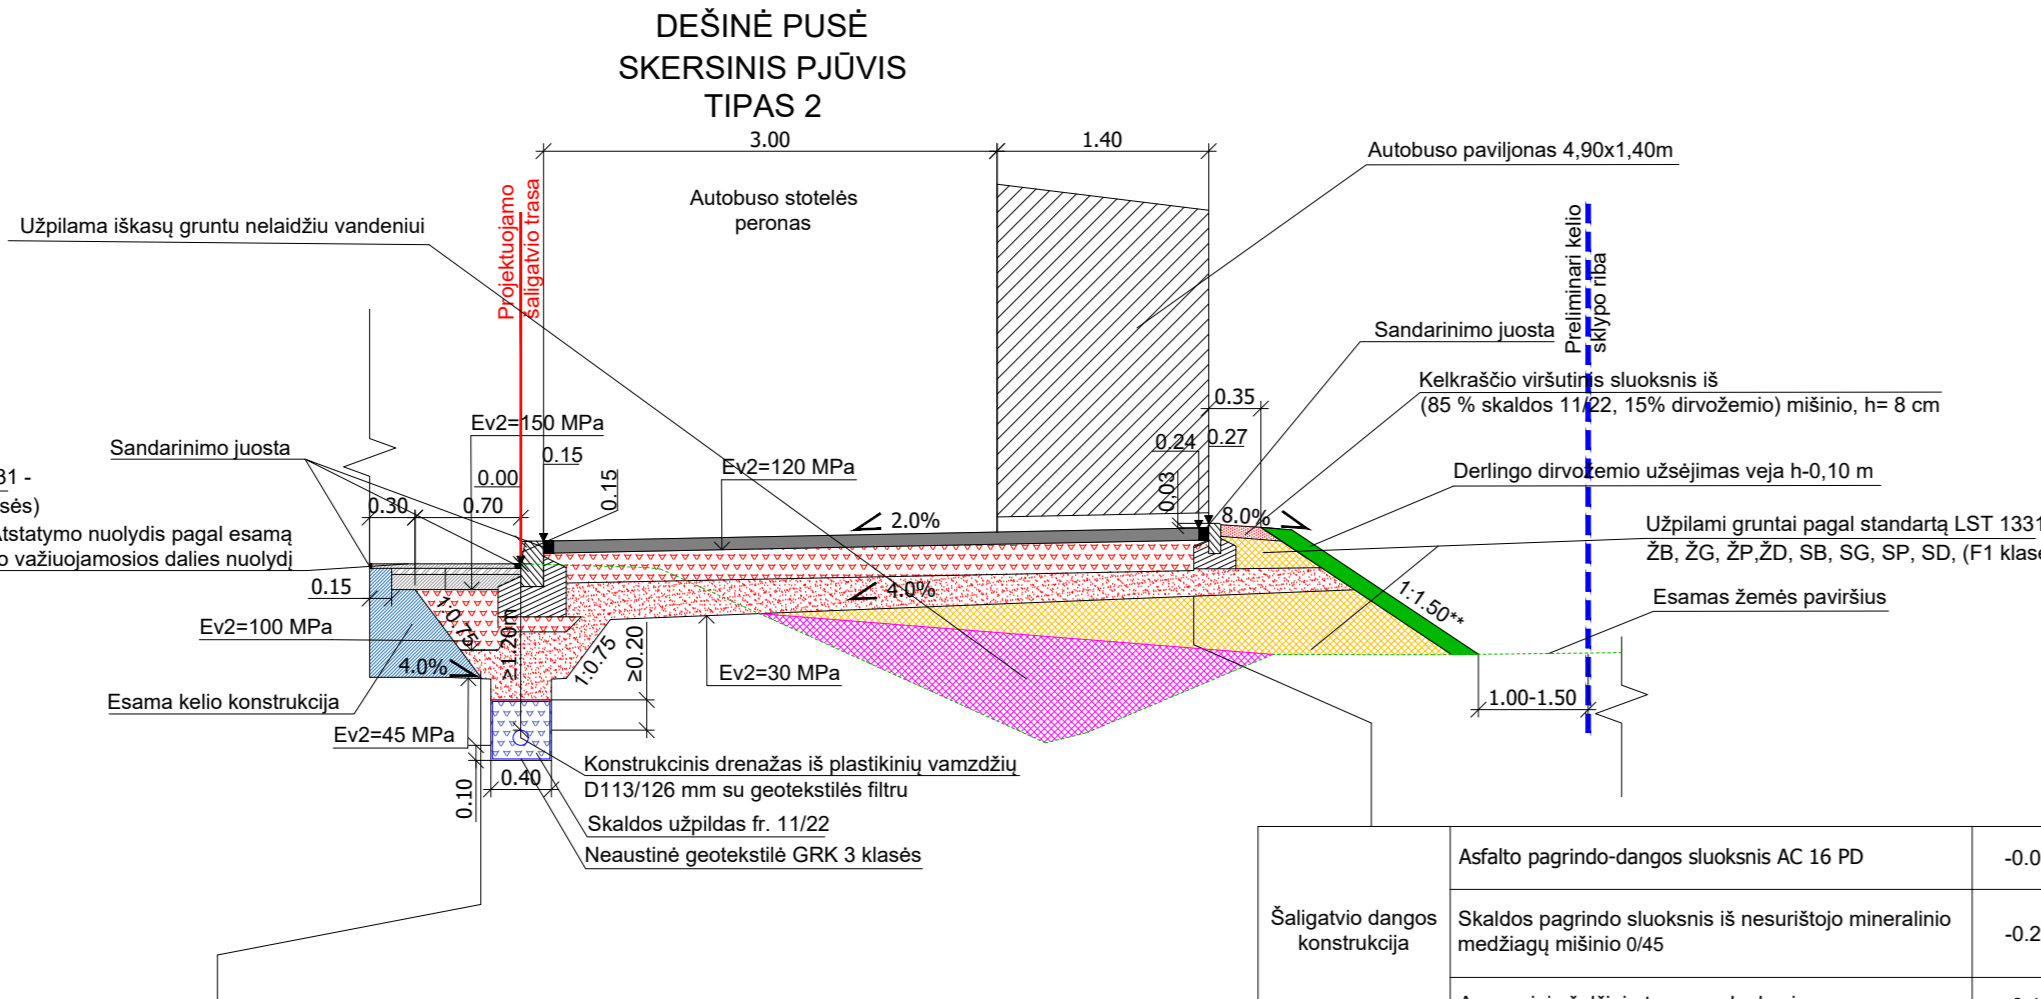 DEŠINĖ PUSĖ
SKERSINIS PJŪVIS
TIPAS 2
3.00
1.40
Autobuso paviljonas 4,90x1,40m
Autobuso stotelės
peronas
Užpilama iškasų gruntu nelaidžiu vandeniui
Projektuojamo
šaligatvio trasa
Preliminari kelio
sklypo riba
Sandarinimo juosta
Kelkraščio viršutinis sluoksnis iš
(85 % skaldos 11/22, 15% dirvožemio) mišinio, h= 8 cm
0.35
0.24
0.27
0,03
8.0%
Ev2=150 MPa
Sandarinimo juosta
0.15
0.00
0.15
Ev2=120 MPa
Derlingo dirvožemio užsėjimas veja h-0,10 m
31 -
sės)
0.30
0.70
2.0%
Užpilami gruntai pagal standartą LST 1331
ŽB, ŽG, ŽP,ŽD, SB, SG, SP, SD, (F1 klasė
Atstatymo nuolydis pagal esamą
o važiuojamosios dalies nuolydį
0.15
4.0%
1:1.50**
Esamas žemės paviršius
Ev2=100 MPa
1:0.75
≥1.20m
1:0.75
≥0.20
4.0%
Ev2=30 MPa
Esama kelio konstrukcija
1.00-1.50
Ev2=45 MPa
0.10
0.40
Konstrukcinis drenažas iš plastikinių vamzdžių
D113/126 mm su geotekstilės filtru
Skaldos užpildas fr. 11/22
Neaustinė geotekstilė GRK 3 klasės
Šaligatvio dangos
konstrukcija
Asfalto pagrindo-dangos sluoksnis AC 16 PD
-0.0
Skaldos pagrindo sluoksnis iš nesurištojo mineralinio
medžiagų mišinio 0/45
-0.2